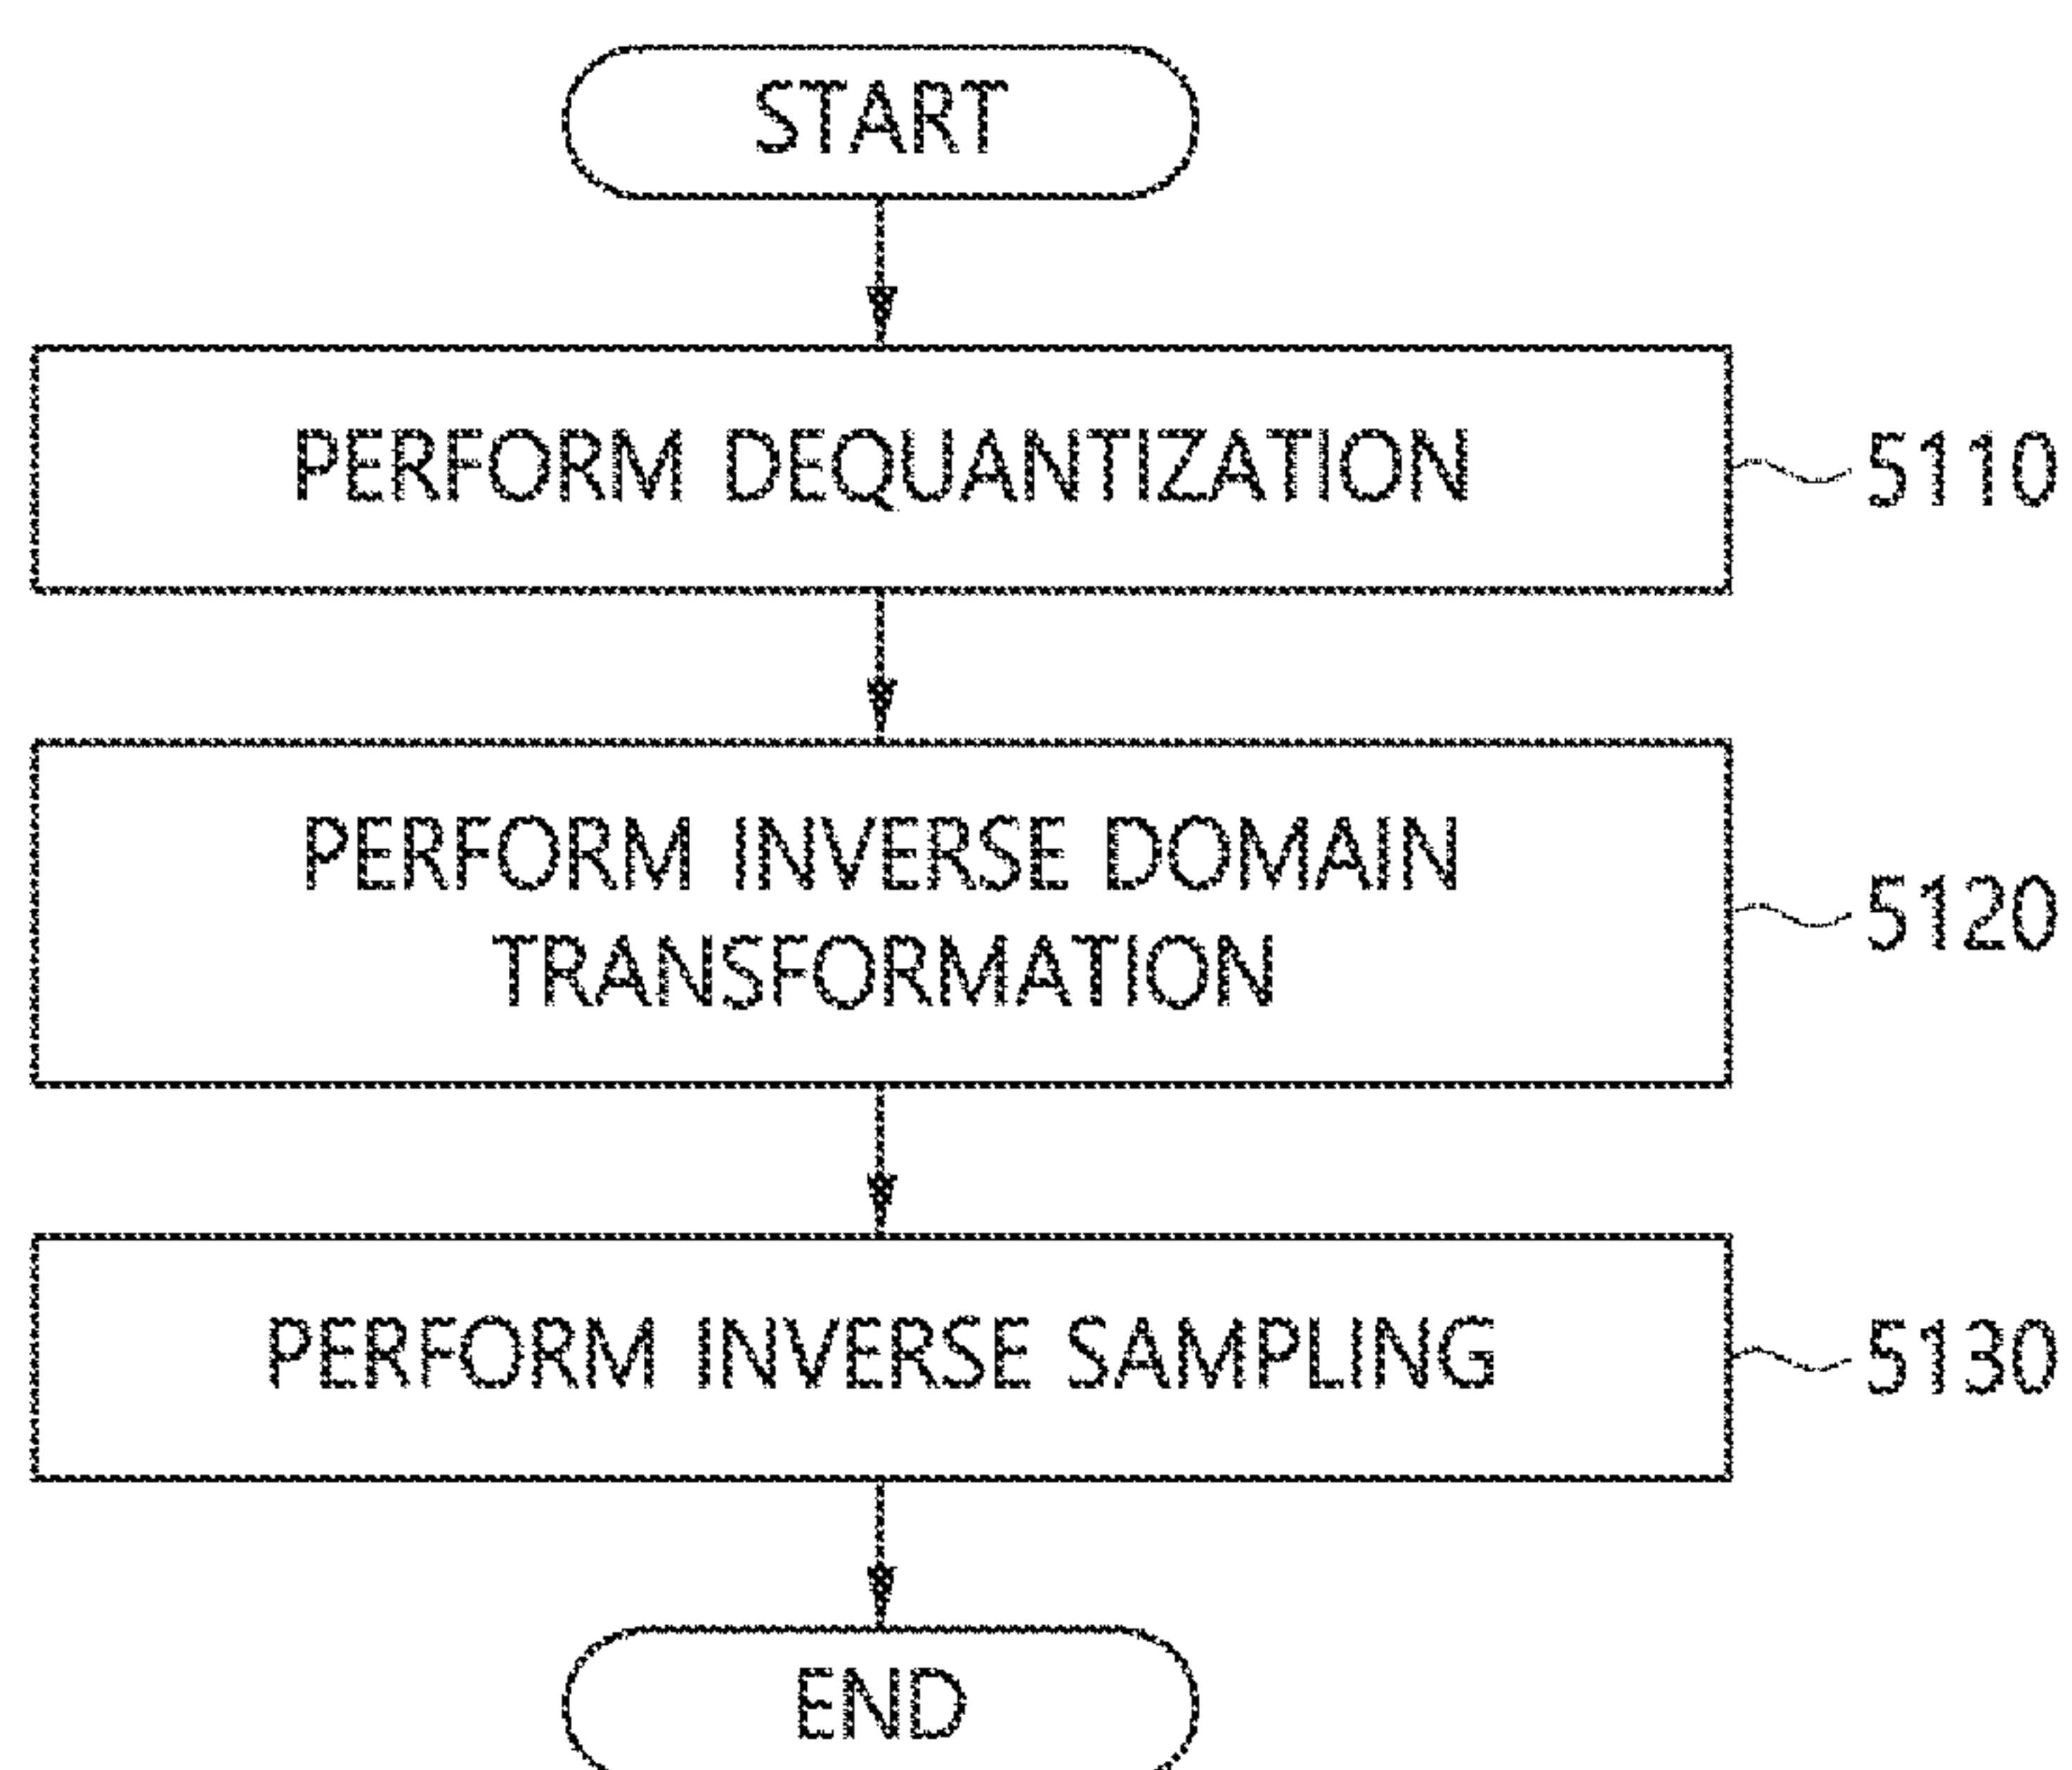 START
PERFORM DEQUANTIZATION
5110
PERFORM INVERSE DOMAIN
TRANSFORMATION
5120
PERFORM INVERSE SAMPLING
5130
END